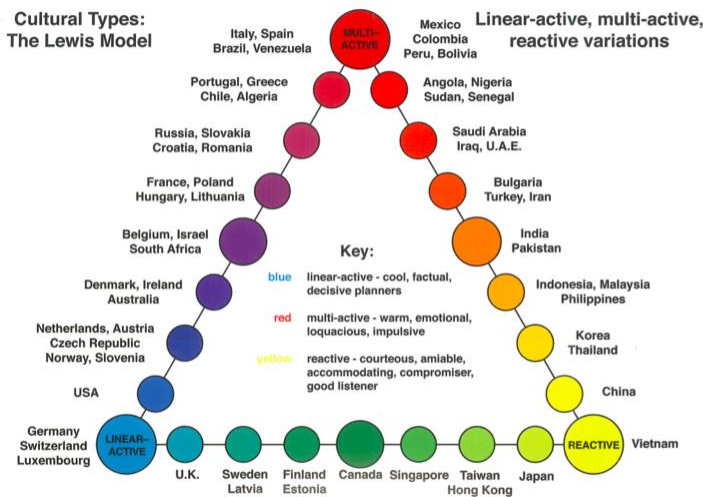 Cultural Types:
The Lewis Model
Linear-active, multi-active,
reactive variations
MULTI-
ACTIVE
Italy, Spain
Brazil, Venezuela
Mexico
Colombia
Peru, Bolivia
Portugal, Greece
Chile, Algeria
Angola, Nigeria
Sudan, Senegal
Russia, Slovakia
Croatia, Romania
Saudi Arabia
Iraq, U.A.E.
France, Poland
Hungary, Lithuania
Bulgaria
Turkey, Iran
Belgium, Israel
South Africa
India
Pakistan
Denmark, Ireland
Australia
Indonesia, Malaysia
Philippines
Netherlands, Austria
Czech Republic
Norway, Slovenia
Korea
Thailand
USA
China
Key:
blue linear-active - cool, factual,
decisive planners
red multi-active - warm, emotional,
loquacious, impulsive
yellow reactive - courteous, amiable,
accommodating, compromiser,
good listener
Germany
Switzerland
Luxembourg
LINEAR-
ACTIVE
U.K.
Sweden
Latvia
Finland
Estonia
Canada
Singapore
Taiwan
Hong Kong
Japan
REACTIVE
Vietnam